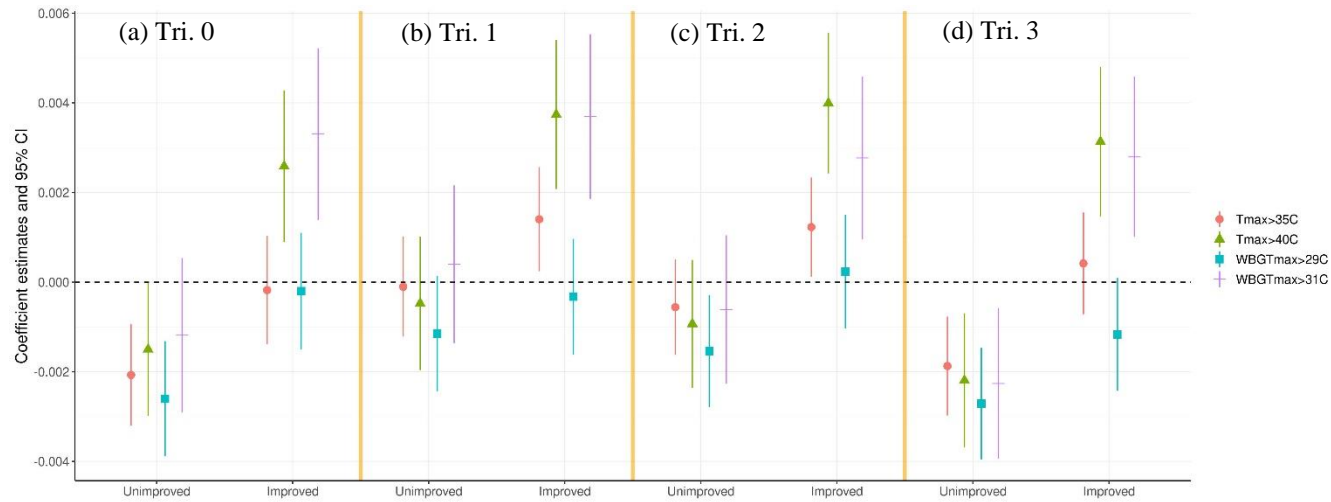 (a) Tri. 0
(b) Tri. 1
(c) Tri. 2
(d) Tri. 3
Coefficient estimates and 95% CI
0.006
0.004
0.002
0.000
-0.002
-0.004
Unimproved
Improved
Unimproved
Improved
Unimproved
Improved
Unimproved
Improved
Tmax>35C
Tmax>40C
WBGTmax>29C
WBGTmax>31C